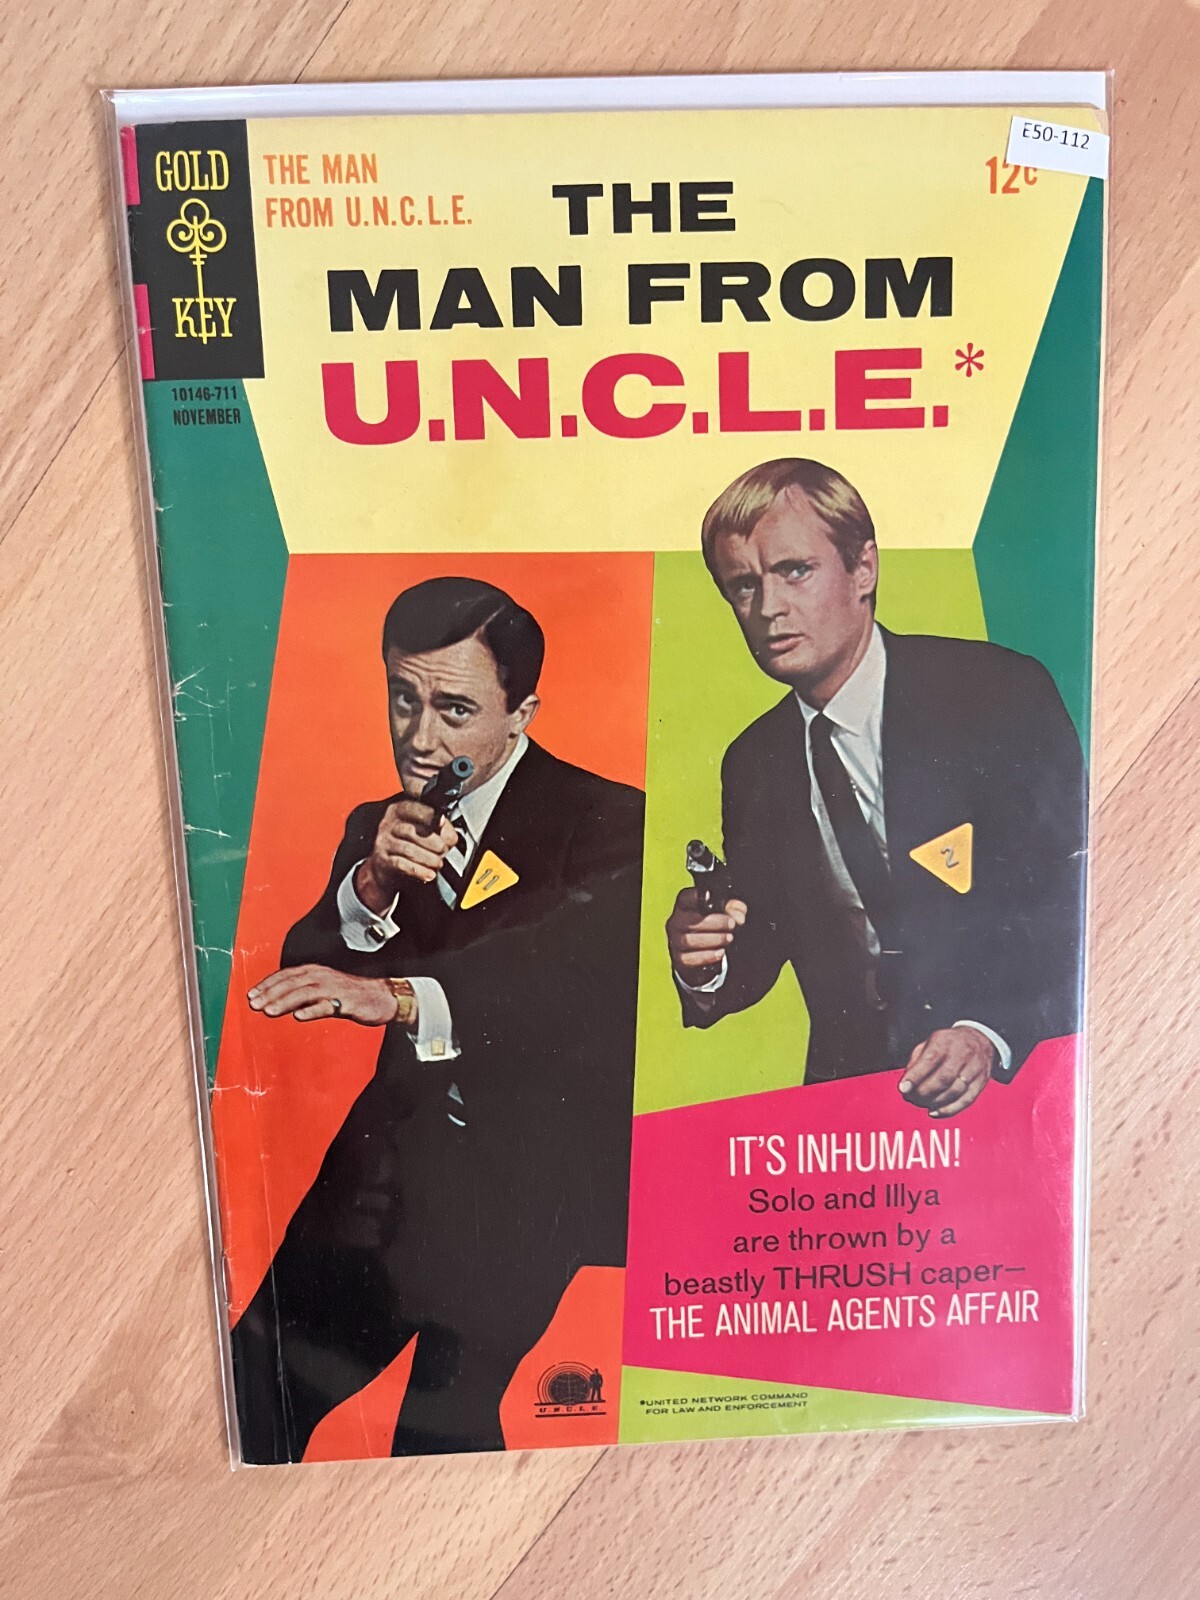 E50-112
GOLD
KEY
THE MAN
FROM U.N.C.L.E.
12¢
THE
MAN FROM
U.N.C.L.E.*
10146-711
NOVEMBER
11
2
IT'S INHUMAN!
Solo and Illya
are thrown by a
beastly THRUSH caper—
THE ANIMAL AGENTS AFFAIR
U.N.C.L.E.
*UNITED NETWORK COMMAND
FOR LAW AND ENFORCEMENT